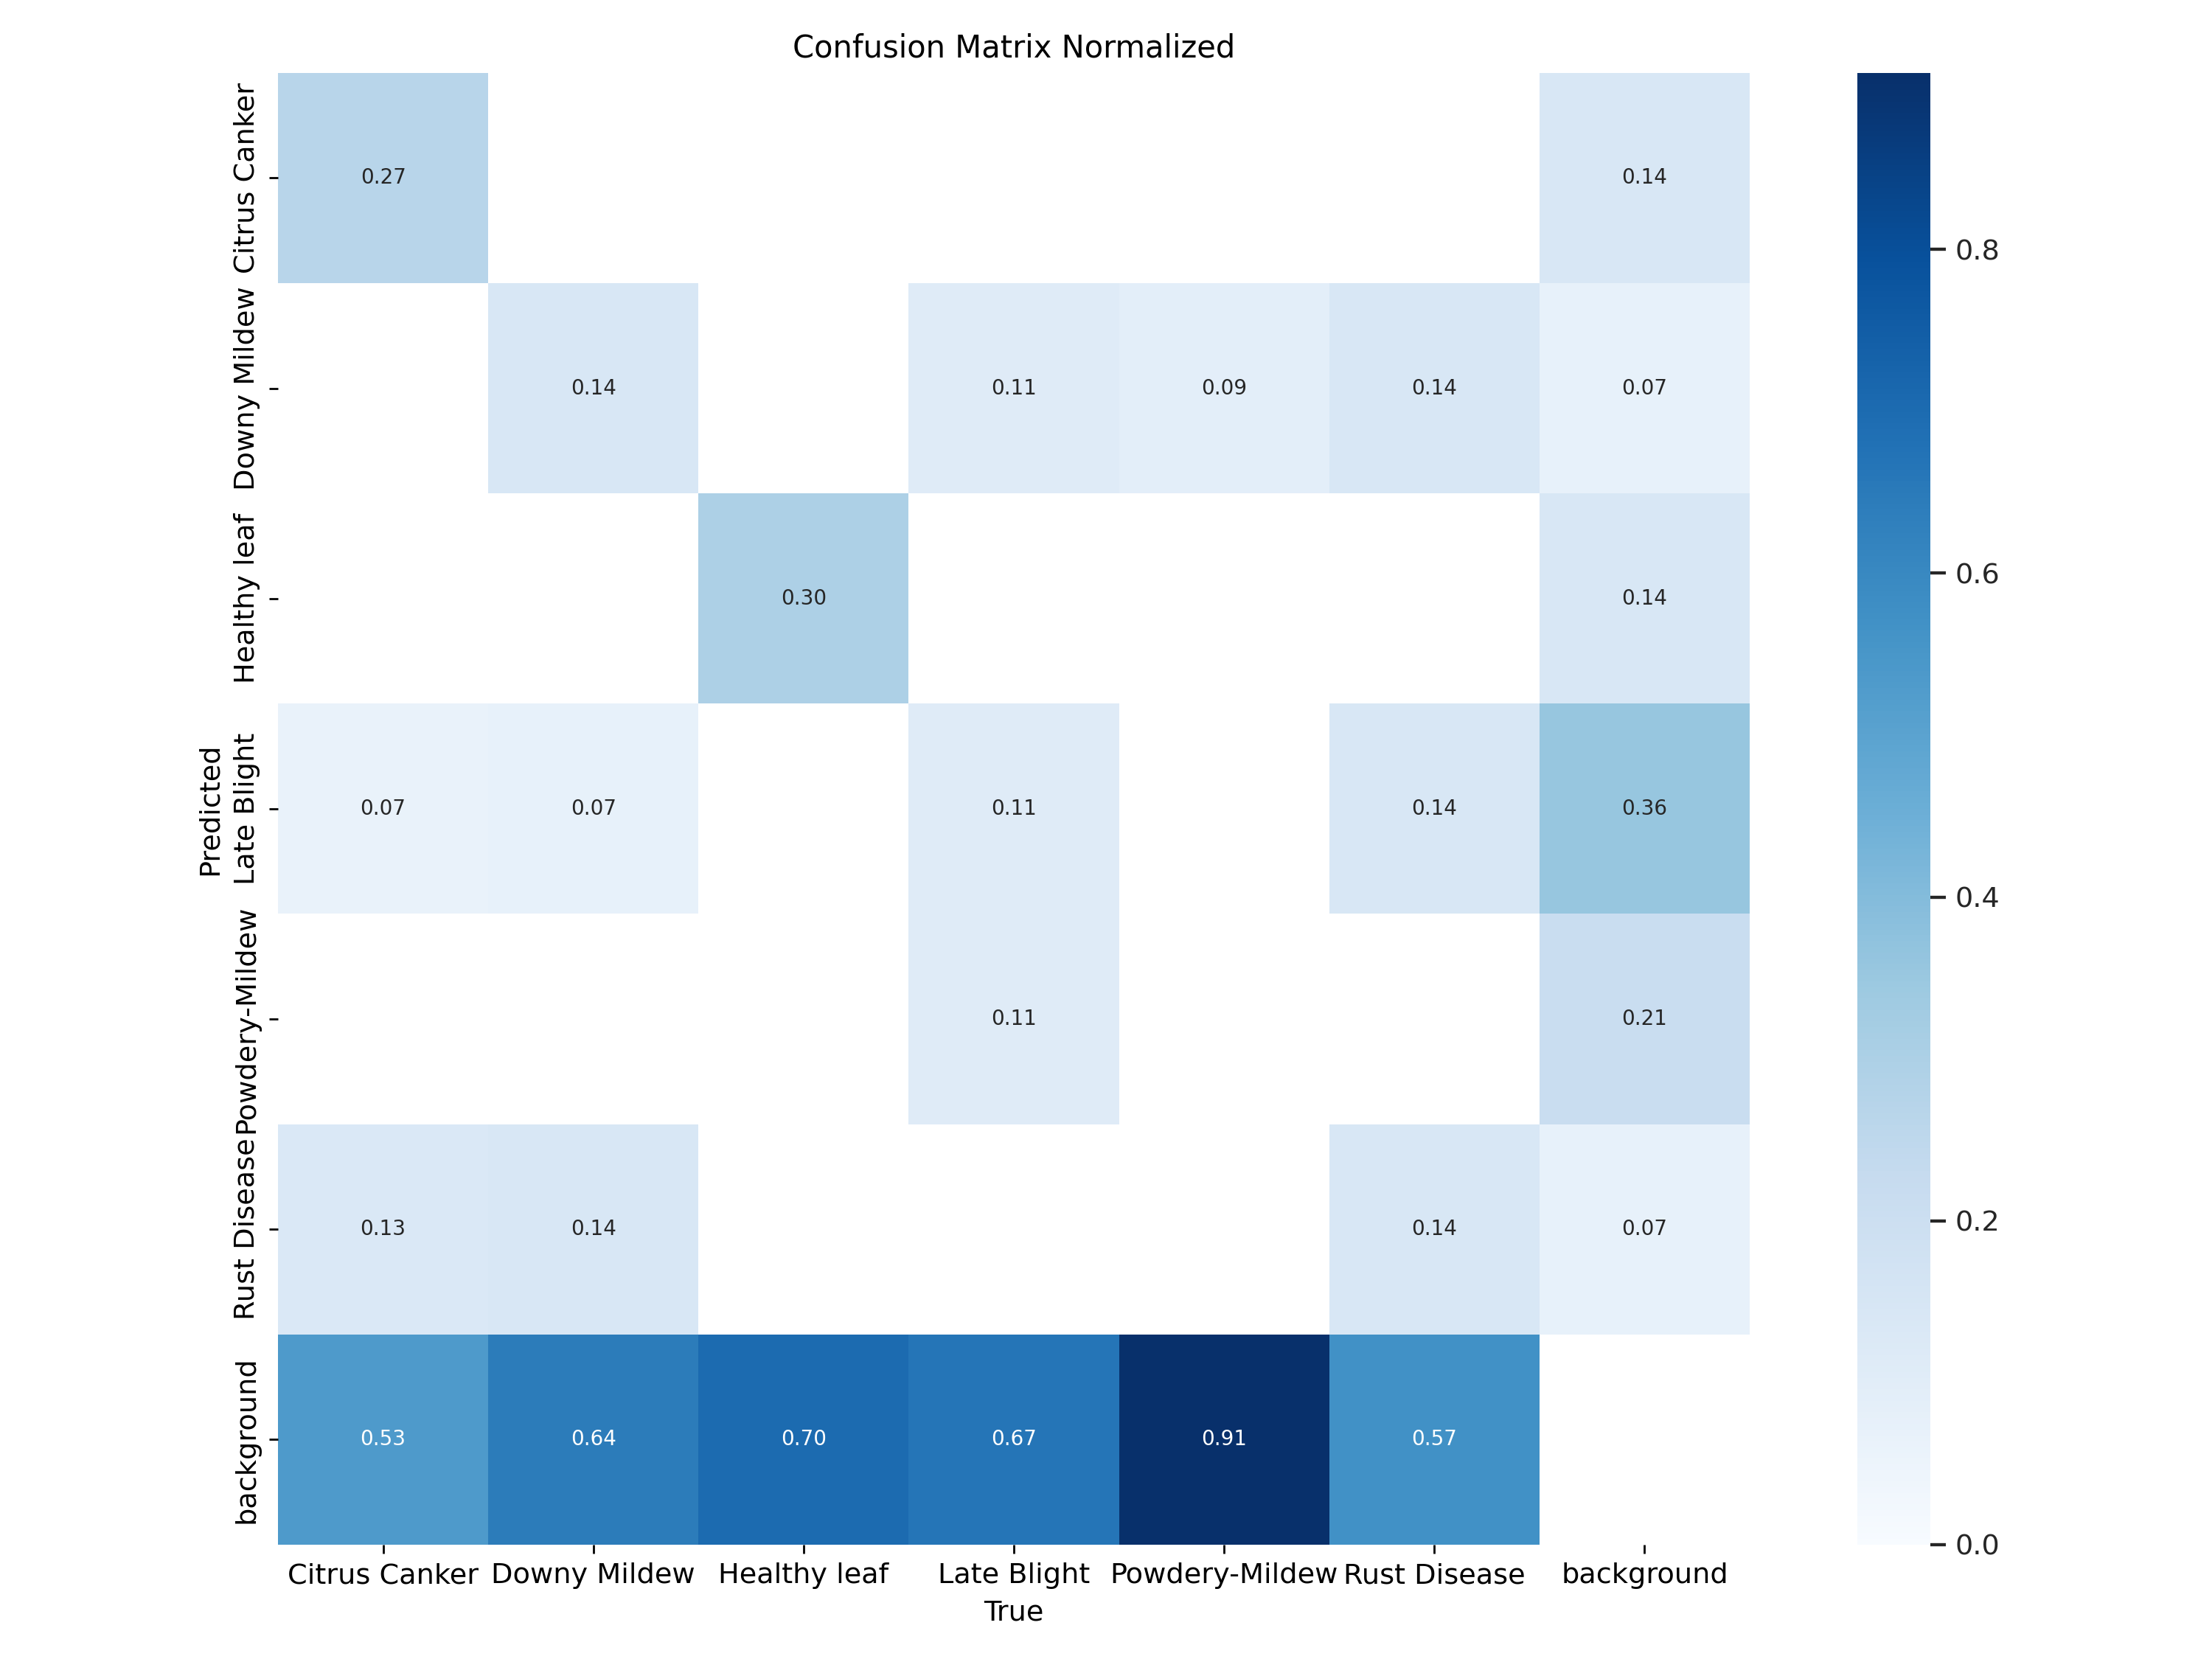 Confusion Matrix Normalized
Predicted
Citrus Canker
0.27
0.14
Downy Mildew
0.14
0.11
0.09
0.14
0.07
Healthy leaf
0.30
0.14
Late Blight
0.07
0.07
0.11
0.14
0.36
Powdery-Mildew
0.11
0.21
Rust Disease
0.13
0.14
0.14
0.07
background
0.53
0.64
0.70
0.67
0.91
0.57
Citrus Canker
Downy Mildew
Healthy leaf
Late Blight
Powdery-Mildew
Rust Disease
background
True
0.8
0.6
0.4
0.2
0.0